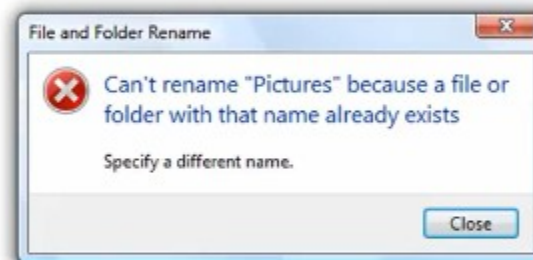 File and Folder Rename
Can't rename "Pictures" because a file or
folder with that name already exists
Specify a different name.
Close